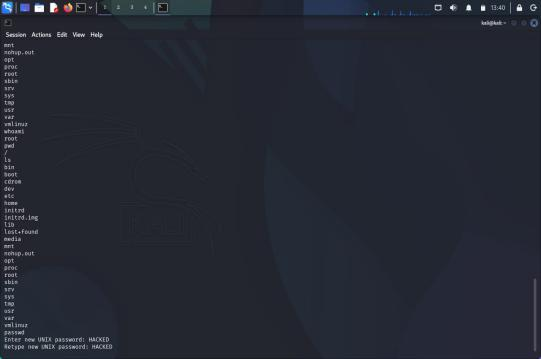 1 2 3 4
13:40
kali@kali: ~
Session Actions Edit View Help
mnt
nohup.out
opt
proc
root
sbin
srv
sys
tmp
usr
var
vmlinuz
whoami
root
pwd
/
ls
bin
boot
cdrom
dev
etc
home
initrd
initrd.img
lib
lost+found
media
mnt
nohup.out
opt
proc
root
sbin
srv
sys
tmp
usr
var
vmlinuz
passwd
Enter new UNIX password: HACKED
Retype new UNIX password: HACKED